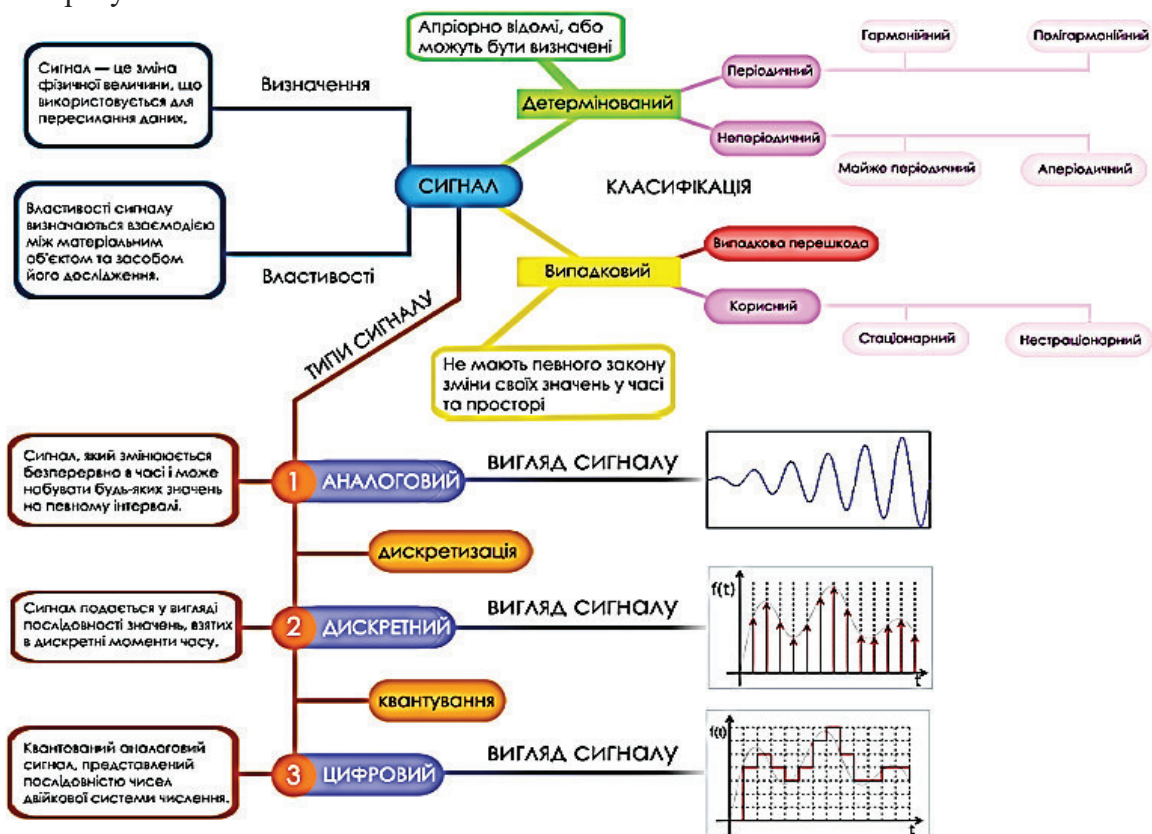 Апріорно відомі, або
можуть бути визначені
Гармонійний
Полігармонійний
Сигнал — це зміна
фізичної величини, що
використовується для
пересилання даних.
Визначення
Періодичний
Детермінований
Неперіодичний
Майже періодичний
Аперіодичний
СИГНАЛ
КЛАСИФІКАЦІЯ
Властивості сигналу
визначаються взаємодією
між матеріальним
об'єктом та засобом
його дослідження.
Властивості
Випадкова перешкода
Випадковий
Корисний
Стаціонарний
Нестраціонарний
ТИПИ СИГНАЛУ
Не мають певного закону
зміни своїх значень у часі
та просторі
Сигнал, який змінюється
безперервно в часі і може
набувати будь-яких значень
на певному інтервалі.
1 АНАЛОГОВИЙ
ВИГЛЯД СИГНАЛУ
дискретизація
Сигнал подається у вигляді
послідовності значень, взятих
в дискретні моменти часу.
2 ДИСКРЕТНИЙ
ВИГЛЯД СИГНАЛУ
f(t)
t
квантування
Квантований аналоговий
сигнал, представлений
послідовністю чисел
двійкової системи числення.
3 ЦИФРОВИЙ
ВИГЛЯД СИГНАЛУ
f(t)
t